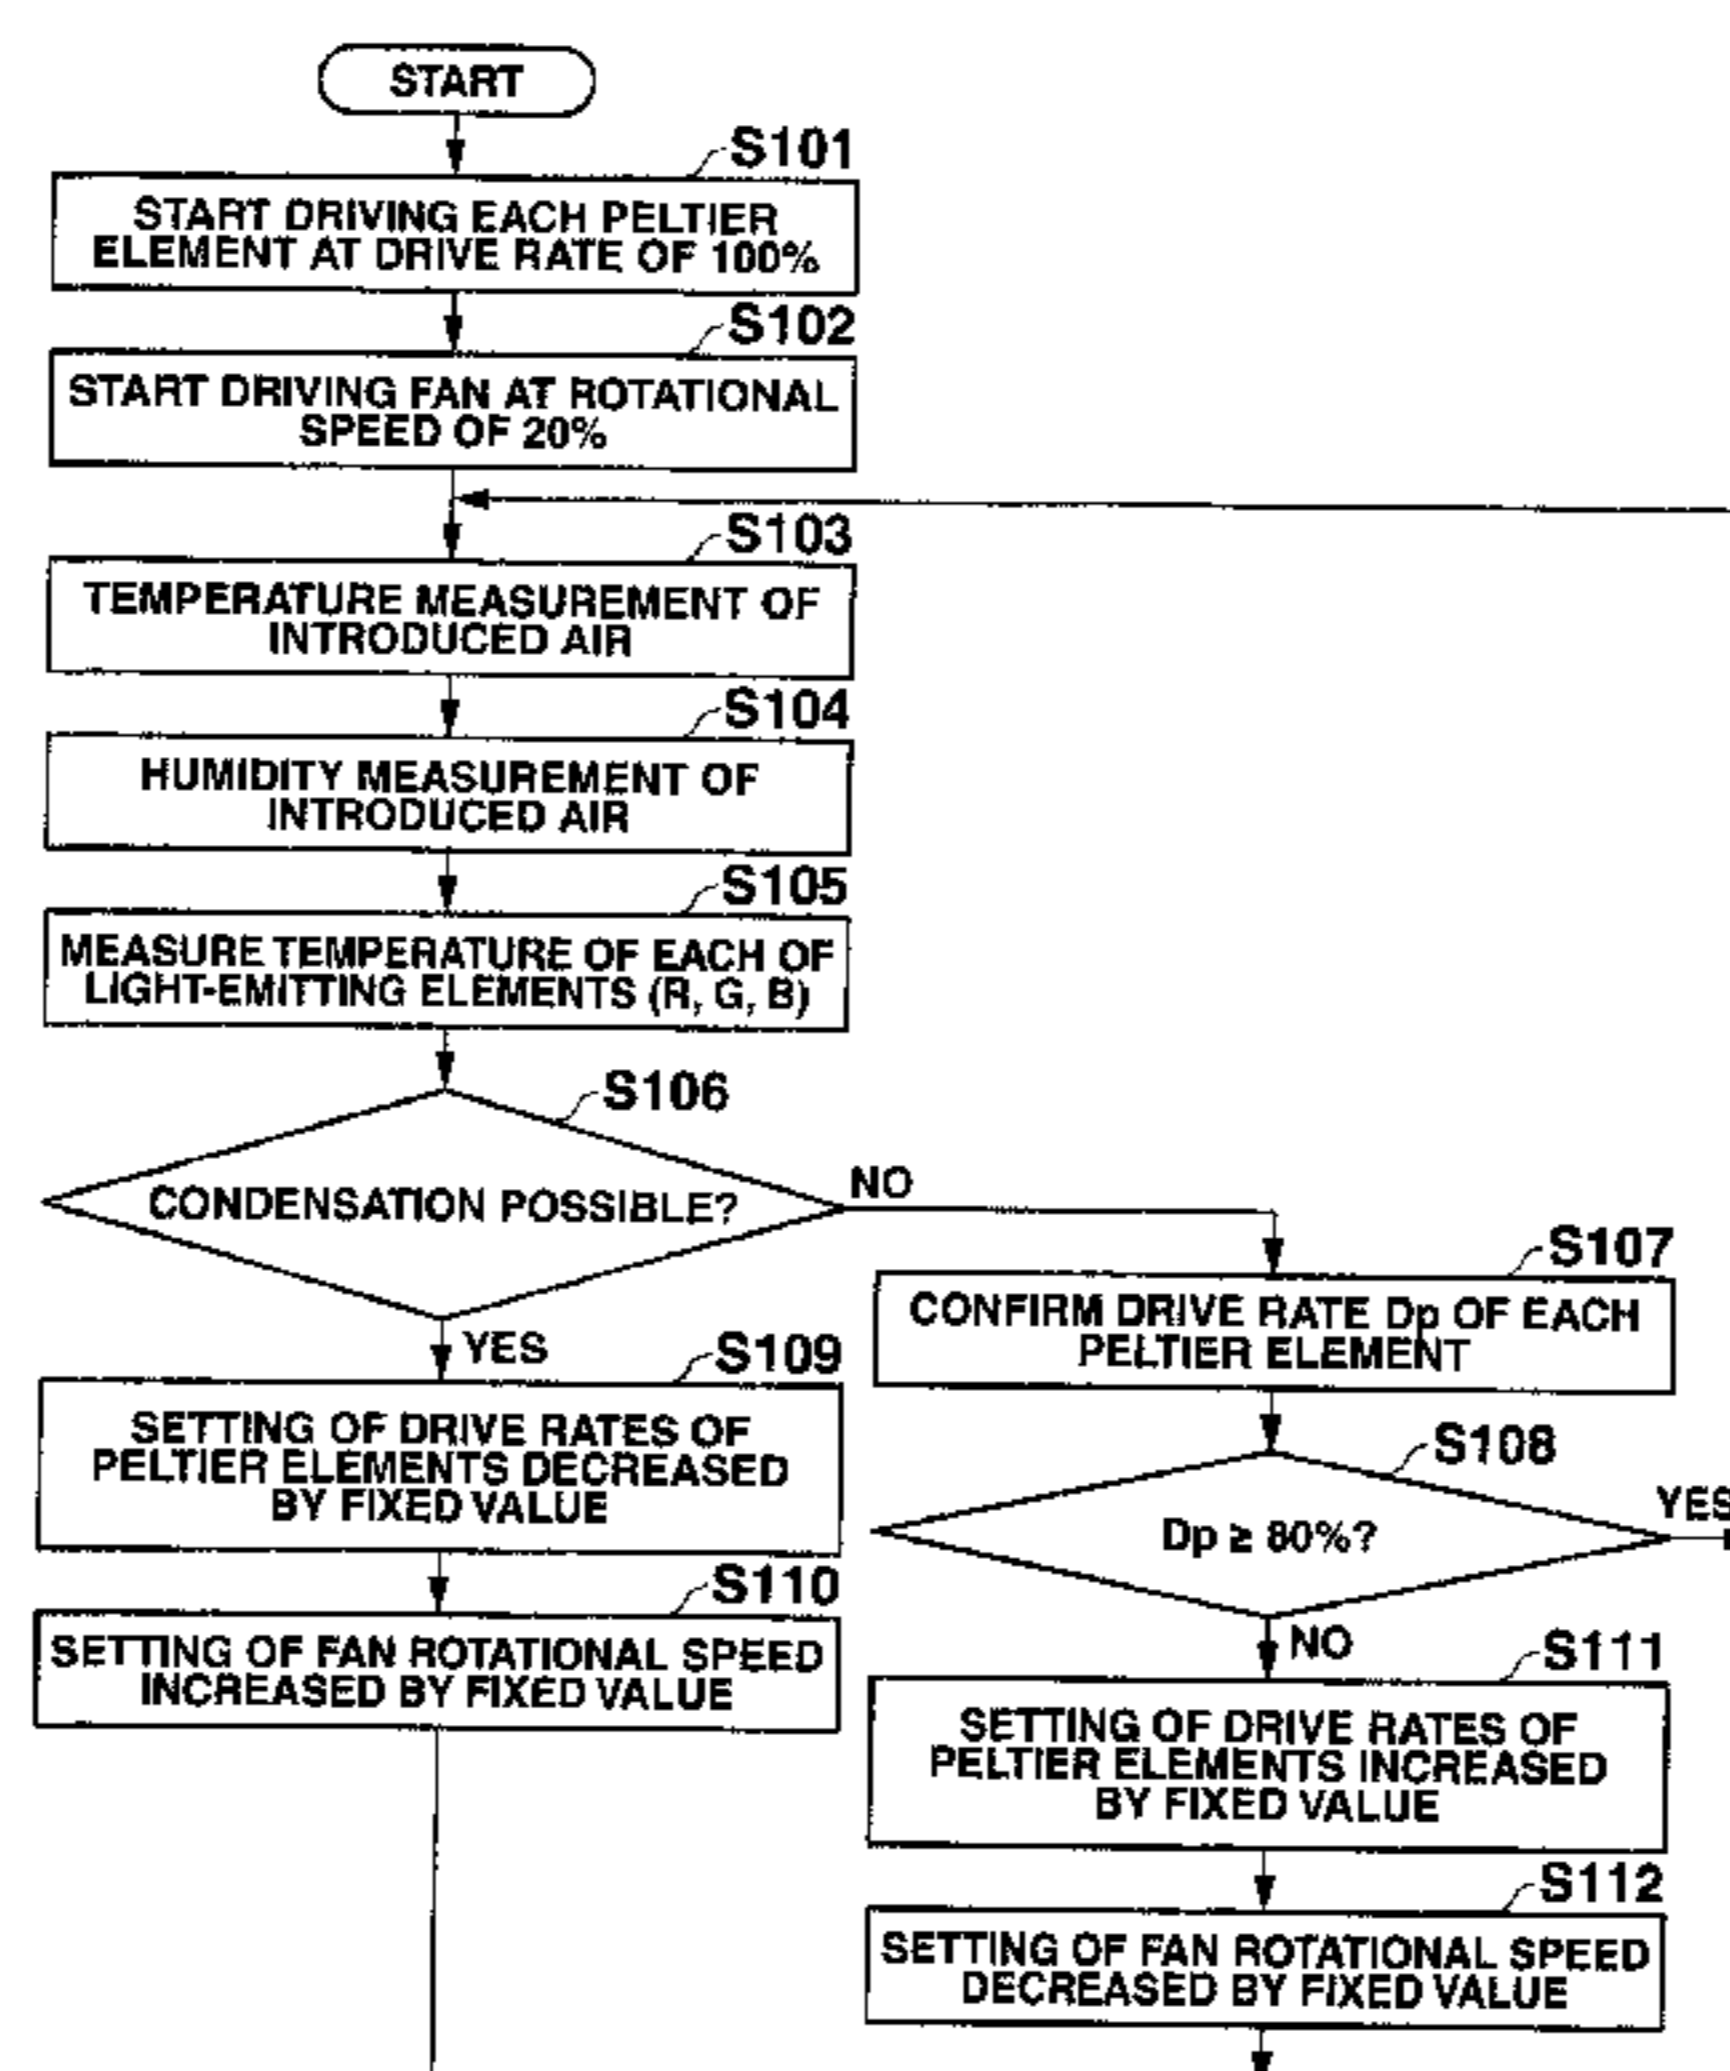 START
S101
START DRIVING EACH PELTIER
ELEMENT AT DRIVE RATE OF 100%
S102
START DRIVING FAN AT ROTATIONAL
SPEED OF 20%
S103
TEMPERATURE MEASUREMENT OF
INTRODUCED AIR
S104
HUMIDITY MEASUREMENT OF
INTRODUCED AIR
S105
MEASURE TEMPERATURE OF EACH OF
LIGHT-EMITTING ELEMENTS (R, G, B)
S106
CONDENSATION POSSIBLE?
NO
YES
S107
CONFIRM DRIVE RATE Dp OF EACH
PELTIER ELEMENT
S108
Dp ≥ 80%?
YES
NO
S109
SETTING OF DRIVE RATES OF
PELTIER ELEMENTS DECREASED
BY FIXED VALUE
S110
SETTING OF FAN ROTATIONAL SPEED
INCREASED BY FIXED VALUE
S111
SETTING OF DRIVE RATES OF
PELTIER ELEMENTS INCREASED
BY FIXED VALUE
S112
SETTING OF FAN ROTATIONAL SPEED
DECREASED BY FIXED VALUE